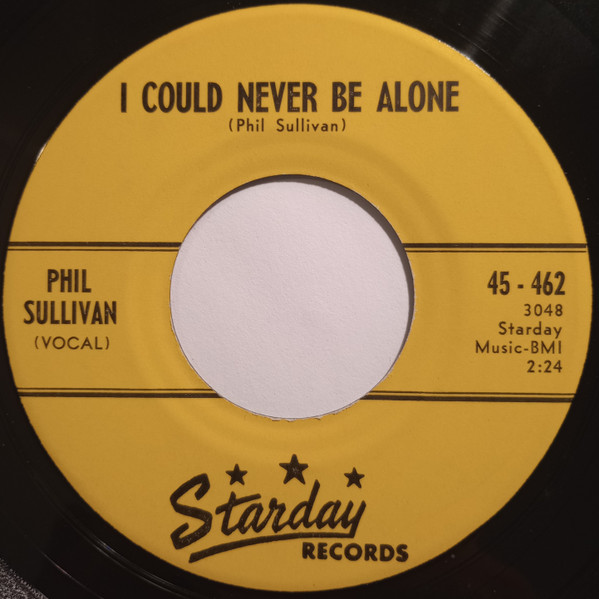 I COULD NEVER BE ALONE
(Phil Sullivan)
PHIL
SULLIVAN
(VOCAL)
45 - 462
3048
Starday
Music-BMI
2:24
Starday
RECORDS